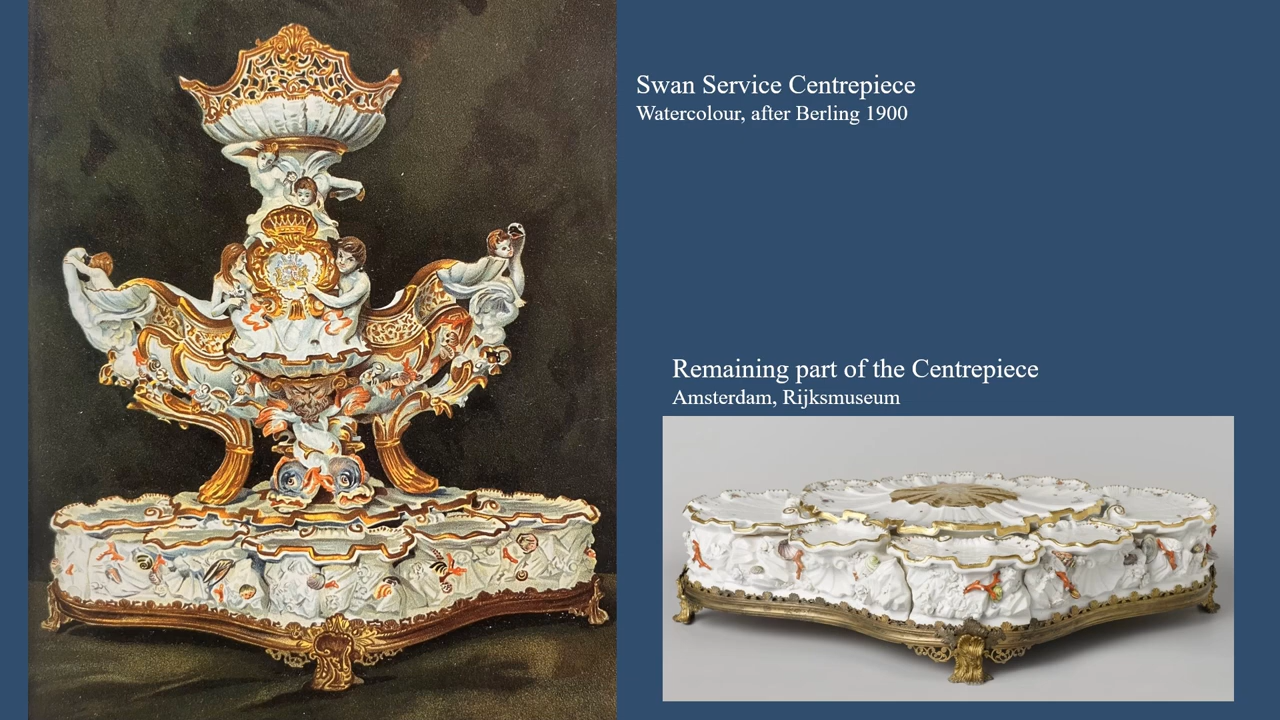 Swan Service Centrepiece
Watercolour, after Berling 1900
Remaining part of the Centrepiece
Amsterdam, Rijksmuseum